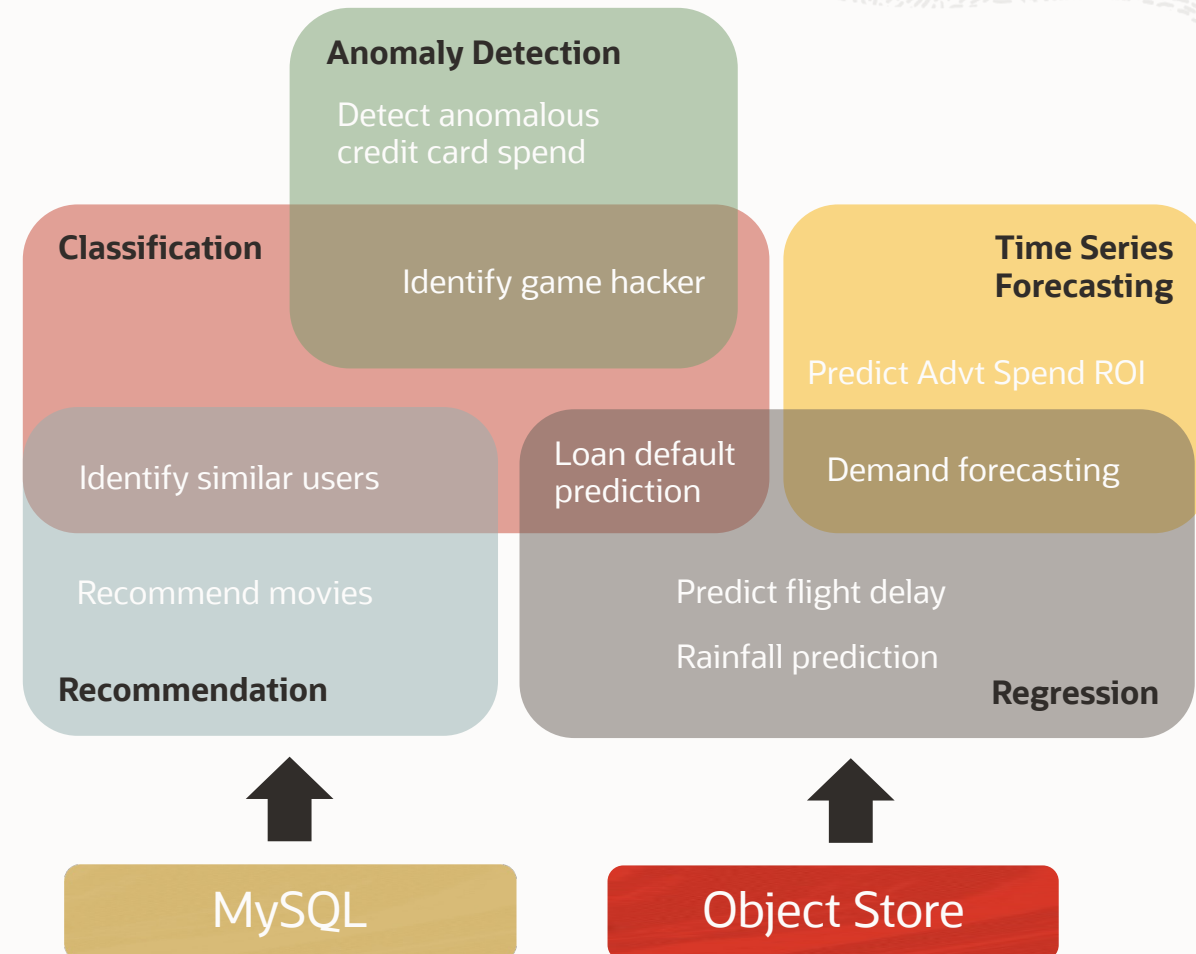 Anomaly Detection
Detect anomalous
credit card spend
Classification
Identify game hacker
Time Series
Forecasting
Predict Advt Spend ROI
Identify similar users
Loan default
prediction
Demand forecasting
Recommend movies
Predict flight delay
Rainfall prediction
Recommendation
Regression
MySQL
Object Store